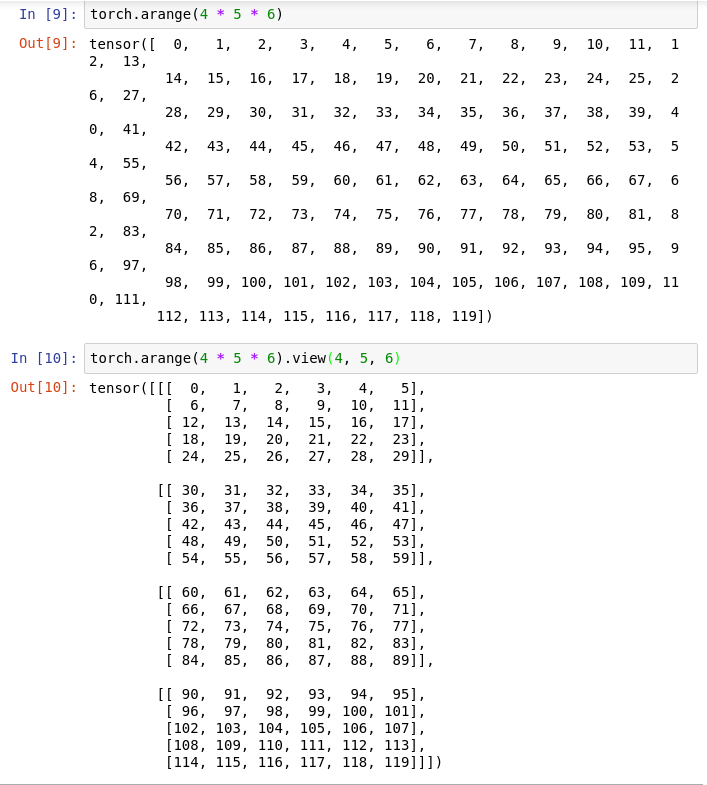 In [9]: torch.arange(4 * 5 * 6)
Out[9]: tensor([  0,   1,   2,   3,   4,   5,   6,   7,   8,   9,  10,  11,  1
2,  13,
         14,  15,  16,  17,  18,  19,  20,  21,  22,  23,  24,  25,  2
6,  27,
         28,  29,  30,  31,  32,  33,  34,  35,  36,  37,  38,  39,  4
0,  41,
         42,  43,  44,  45,  46,  47,  48,  49,  50,  51,  52,  53,  5
4,  55,
         56,  57,  58,  59,  60,  61,  62,  63,  64,  65,  66,  67,  6
8,  69,
         70,  71,  72,  73,  74,  75,  76,  77,  78,  79,  80,  81,  8
2,  83,
         84,  85,  86,  87,  88,  89,  90,  91,  92,  93,  94,  95,  9
6,  97,
         98,  99, 100, 101, 102, 103, 104, 105, 106, 107, 108, 109, 11
0, 111,
        112, 113, 114, 115, 116, 117, 118, 119])
In [10]: torch.arange(4 * 5 * 6).view(4, 5, 6)
Out[10]: tensor([[[  0,   1,   2,   3,   4,   5],
         [  6,   7,   8,   9,  10,  11],
         [ 12,  13,  14,  15,  16,  17],
         [ 18,  19,  20,  21,  22,  23],
         [ 24,  25,  26,  27,  28,  29]],
        [[ 30,  31,  32,  33,  34,  35],
         [ 36,  37,  38,  39,  40,  41],
         [ 42,  43,  44,  45,  46,  47],
         [ 48,  49,  50,  51,  52,  53],
         [ 54,  55,  56,  57,  58,  59]],
        [[ 60,  61,  62,  63,  64,  65],
         [ 66,  67,  68,  69,  70,  71],
         [ 72,  73,  74,  75,  76,  77],
         [ 78,  79,  80,  81,  82,  83],
         [ 84,  85,  86,  87,  88,  89]],
        [[ 90,  91,  92,  93,  94,  95],
         [ 96,  97,  98,  99, 100, 101],
         [102, 103, 104, 105, 106, 107],
         [108, 109, 110, 111, 112, 113],
         [114, 115, 116, 117, 118, 119]]])